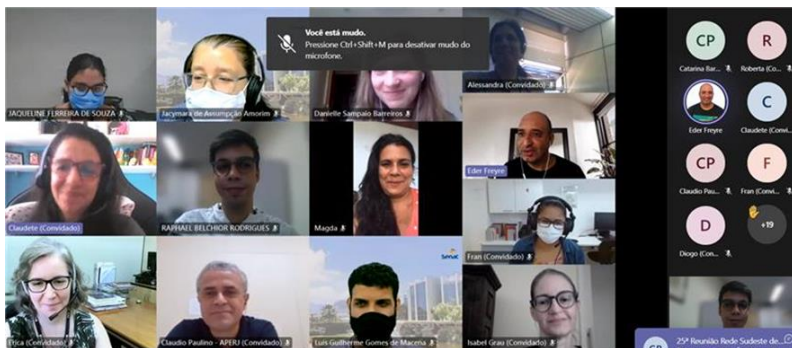 Você está mudo.
Pressione Ctrl+Shift+M para desativar mudo do
microfone.
JAQUELINE FERREIRA DE SOUZA
Jacymara de Assumpção Amorim
Danielle Sampaio Barreiros
Alessandra (Convidado)
Claudete (Convidado)
RAPHAEL BELCHIOR RODRIGUES
Magda
Eder Freyre
Fran (Convidado)
Erica (Convidado)
Claudio Paulino - APERJ (Convidado)
Luis Guilherme Gomes de Macena
Isabel Grau (Convidado)
CP
R
Catarina Bar...
Roberta (Co...
C
Eder Freyre
Claudete (Convi...
CP
F
Claudio Pau...
Fran (Convi...
D
+19
Diogo (Con...
25ª Reunião Rede Sudeste de...